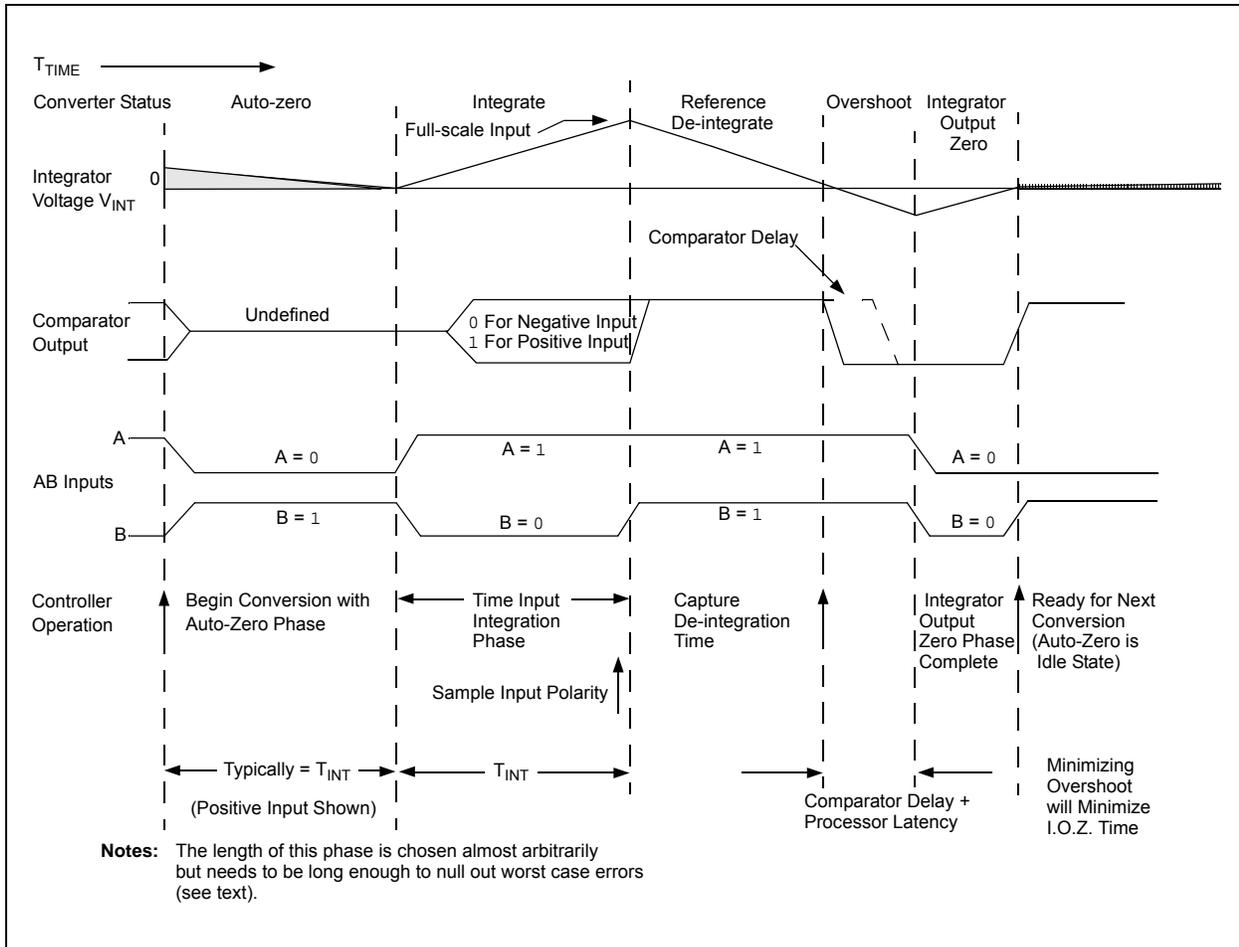 TTIME
Converter Status
Auto-zero
Integrate
Reference
De-integrate
Overshoot
Integrator
Output
Zero
Full-scale Input
Integrator
Voltage VINT
0
Comparator Delay
Comparator
Output
Undefined
0 For Negative Input
1 For Positive Input
A
A = 0
A = 1
A = 1
A = 0
AB Inputs
B
B = 1
B = 0
B = 1
B = 0
Controller
Operation
Begin Conversion with
Auto-Zero Phase
Time Input
Integration
Phase
Capture
De-integration
Time
Integrator
Output
Zero Phase
Complete
Ready for Next
Conversion
(Auto-Zero is
Idle State)
Sample Input Polarity
Typically = TINT
TINT
(Positive Input Shown)
Comparator Delay +
Processor Latency
Minimizing
Overshoot
will Minimize
I.O.Z. Time
Notes: The length of this phase is chosen almost arbitrarily
but needs to be long enough to null out worst case errors
(see text).